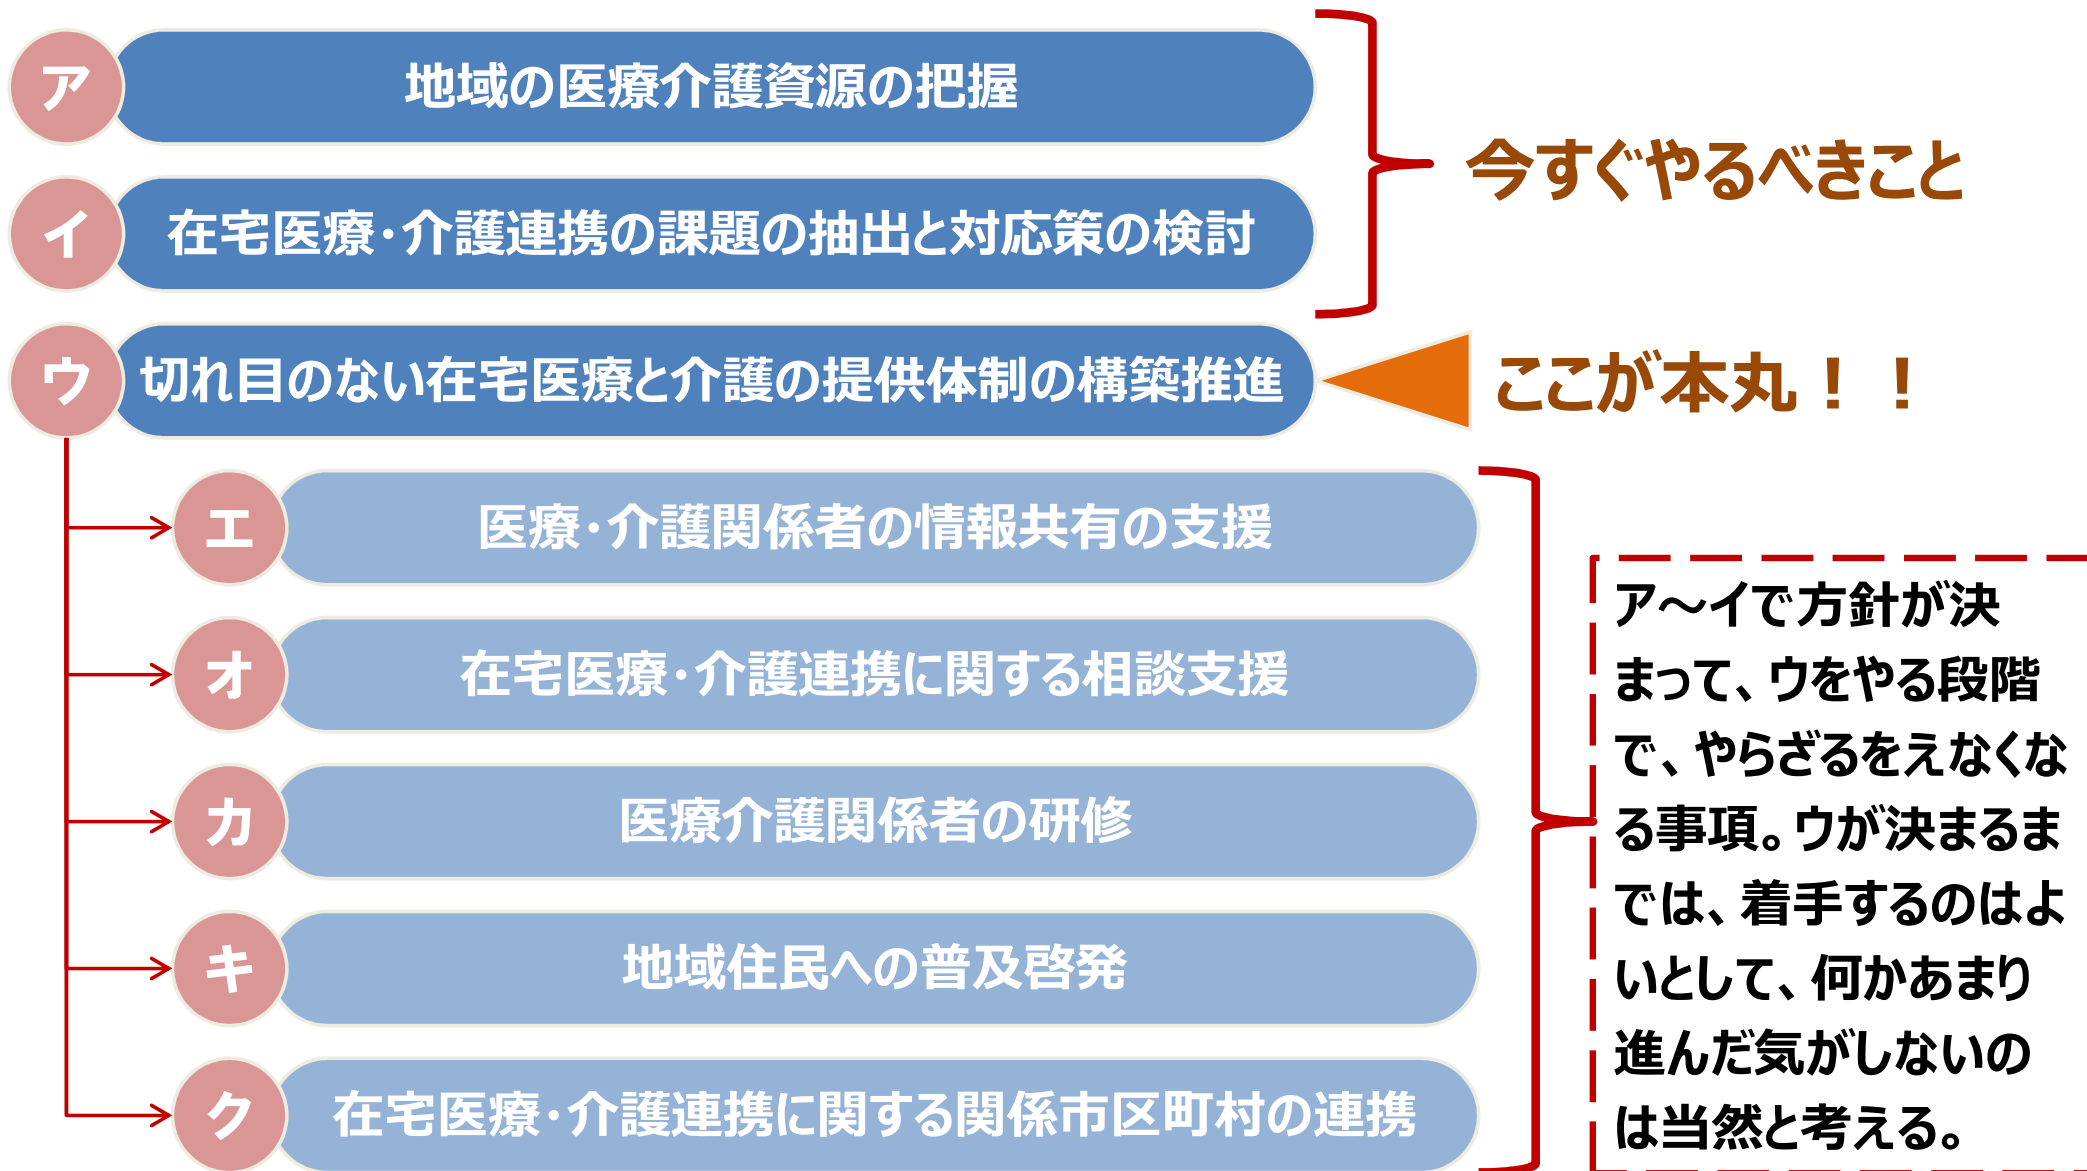 ア 地域の医療介護資源の把握
イ 在宅医療・介護連携の課題の抽出と対応策の検討
今すぐやるべきこと
ウ 切れ目のない在宅医療と介護の提供体制の構築推進
ここが本丸！！
エ 医療・介護関係者の情報共有の支援
オ 在宅医療・介護連携に関する相談支援
カ 医療介護関係者の研修
キ 地域住民への普及啓発
ク 在宅医療・介護連携に関する関係市区町村の連携
ア～イで方針が決
まって、ウをやる段階
で、やらざるをえなくな
る事項。ウが決まるま
では、着手するのはよ
いとして、何かあまり
進んだ気がしないの
は当然と考える。